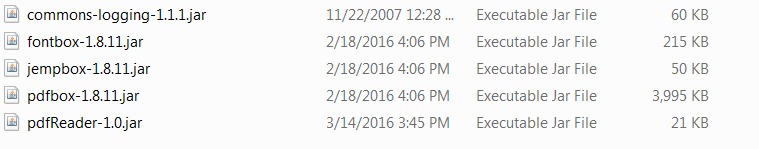 commons-logging-1.1.1.jar 11/22/2007 12:28 ... Executable Jar File 60 KB
fontbox-1.8.11.jar 2/18/2016 4:06 PM Executable Jar File 215 KB
jempbox-1.8.11.jar 2/18/2016 4:06 PM Executable Jar File 50 KB
pdfbox-1.8.11.jar 2/18/2016 4:06 PM Executable Jar File 3,995 KB
pdfReader-1.0.jar 3/14/2016 3:45 PM Executable Jar File 21 KB